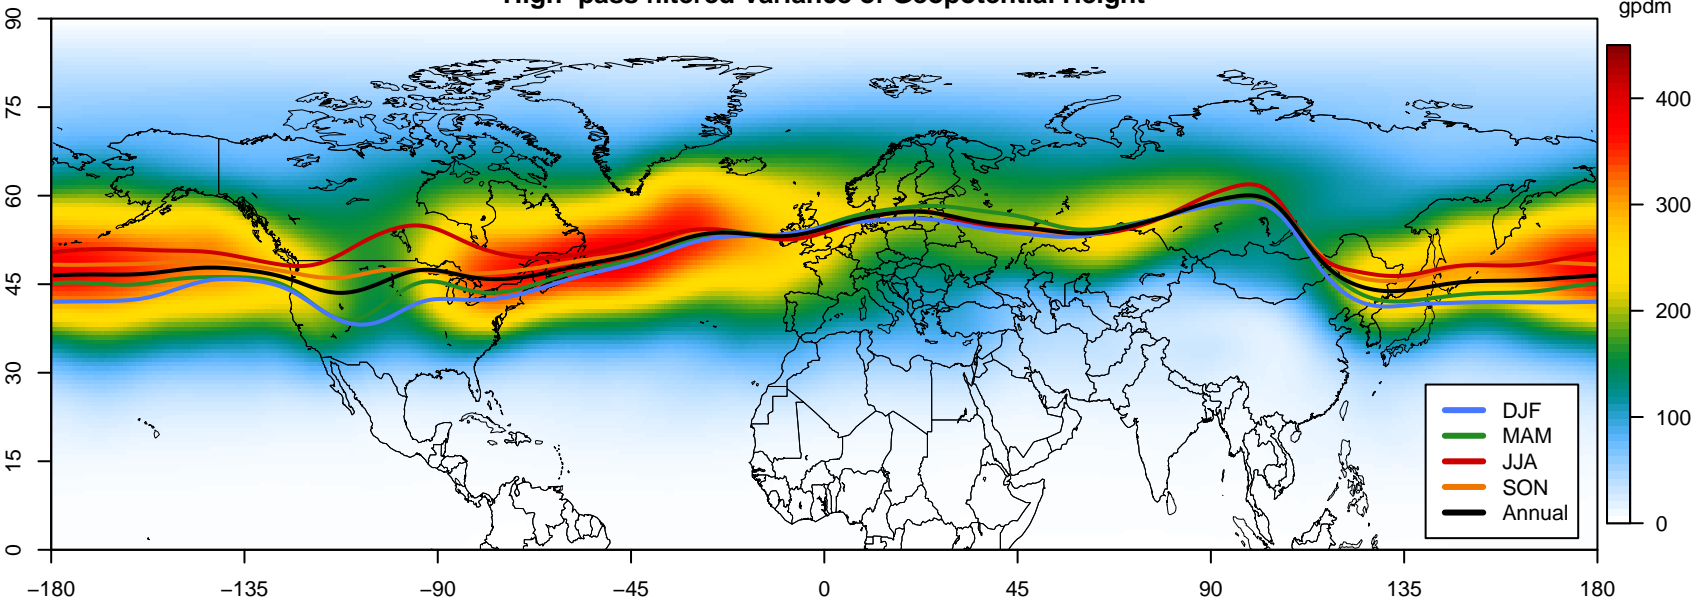 High−pass filtered Variance of Geopotential Height
gpdm
90
75
60
45
30
15
0
−180 −135 −90 −45 0 45 90 135 180
400
300
200
100
0
DJF
MAM
JJA
SON
Annual